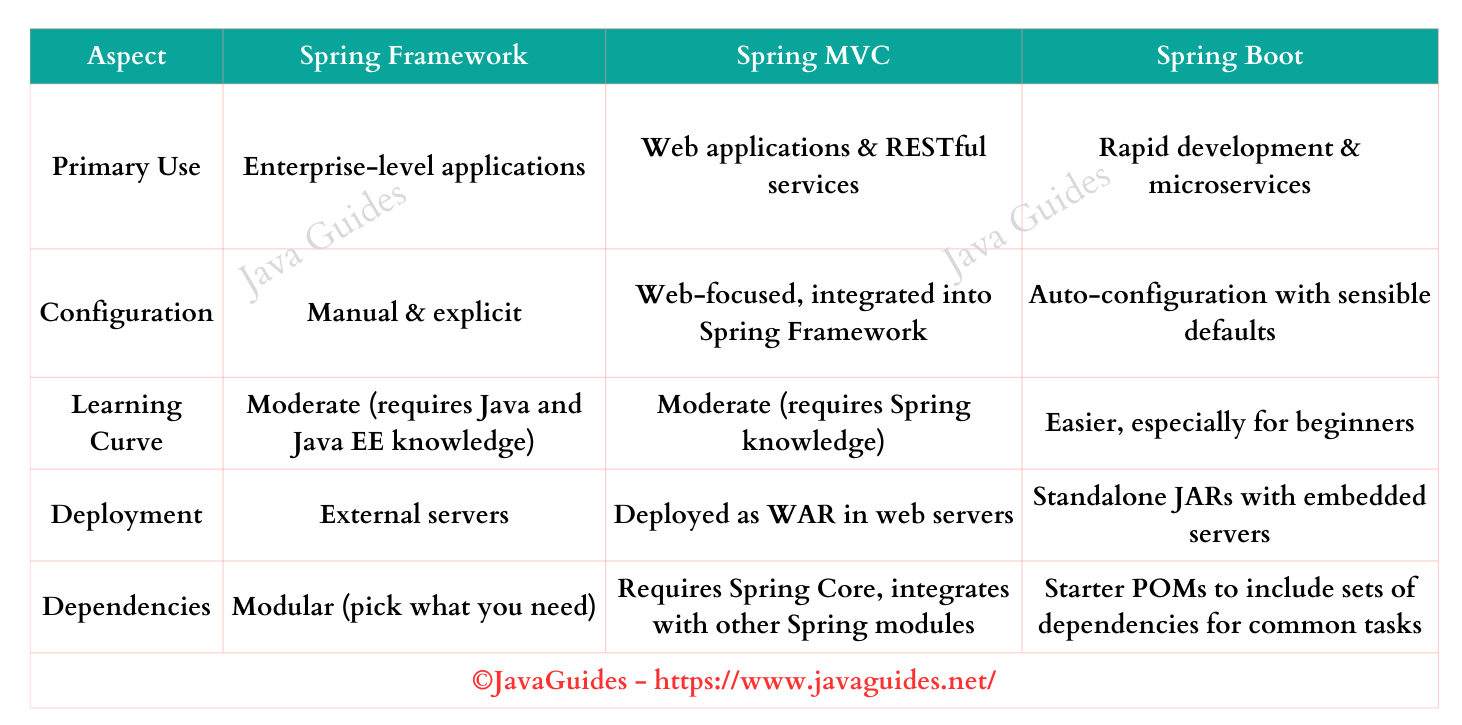 Aspect
Spring Framework
Spring MVC
Spring Boot
Primary Use
Enterprise-level applications
Web applications & RESTful
services
Rapid development &
microservices
Java Guides
Java Guides
Configuration
Manual & explicit
Web-focused, integrated into
Spring Framework
Auto-configuration with sensible
defaults
Learning
Curve
Moderate (requires Java and
Java EE knowledge)
Moderate (requires Spring
knowledge)
Easier, especially for beginners
Deployment
External servers
Deployed as WAR in web servers
Standalone JARs with embedded
servers
Dependencies
Modular (pick what you need)
Requires Spring Core, integrates
with other Spring modules
Starter POMs to include sets of
dependencies for common tasks
©JavaGuides - https://www.javaguides.net/